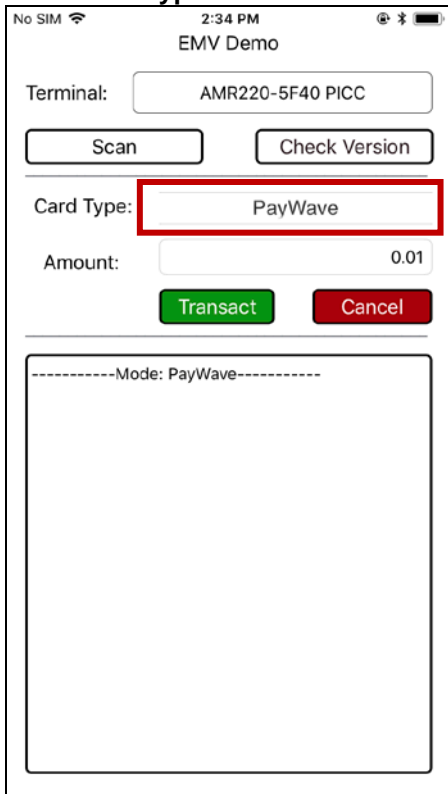 No SIM 2:34 PM
EMV Demo
Terminal: AMR220-5F40 PICC
Scan Check Version
Card Type: PayWave
Amount: 0.01
Transact Cancel
-----------Mode: PayWave-----------